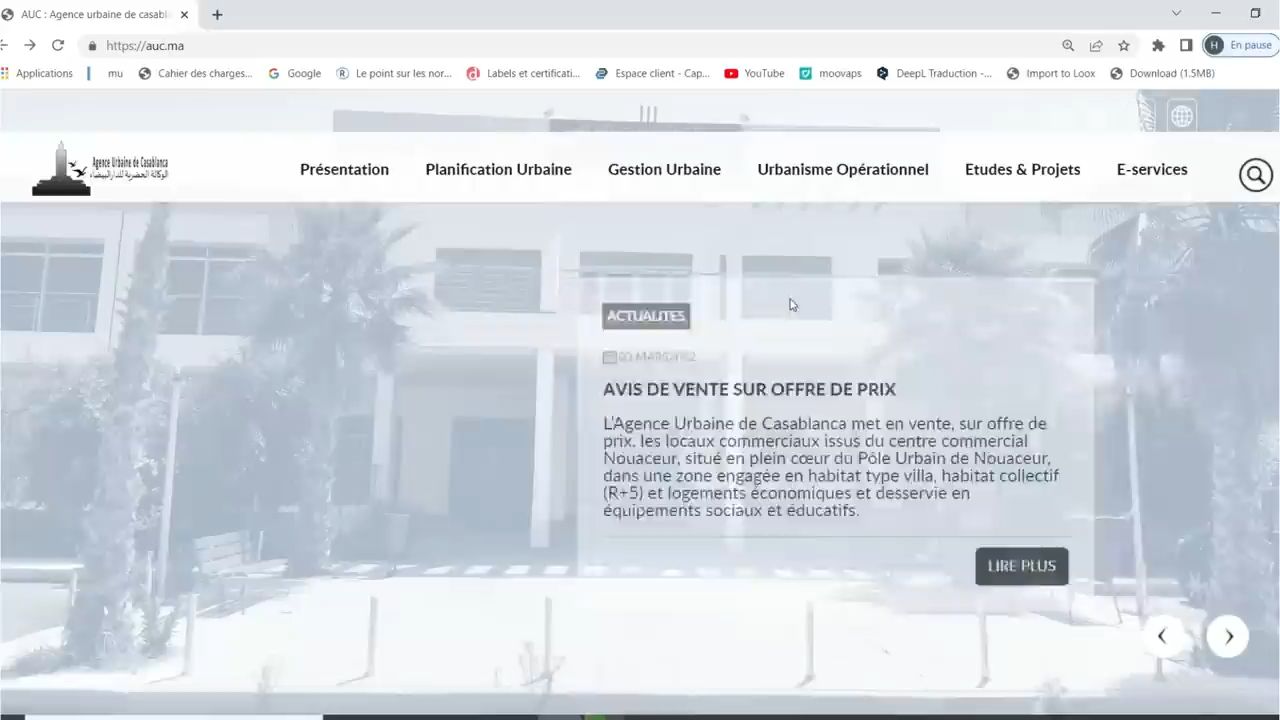 AUC : Agence urbaine de casabl
https://auc.ma
En pause
Applications
mu
Cahier des charges...
Google
Le point sur les nor...
Labels et certificati...
Espace client - Cap...
YouTube
moovaps
DeepL Traduction -...
Import to Loox
Download (1.5MB)
Agence Urbaine de Casablanca
الوكالة الحضرية للدار البيضاء
Présentation
Planification Urbaine
Gestion Urbaine
Urbanisme Opérationnel
Etudes & Projets
E-services
ACTUALITES
AVIS DE VENTE SUR OFFRE DE PRIX
L'Agence Urbaine de Casablanca met en vente, sur offre de
prix, les locaux commerciaux issus du centre commercial
Nouaceur, situé en plein cœur du Pôle Urbain de Nouaceur,
dans une zone engagée en habitat type villa, habitat collectif
(R+5) et logements économiques et desservie en
équipements sociaux et éducatifs.
LIRE PLUS